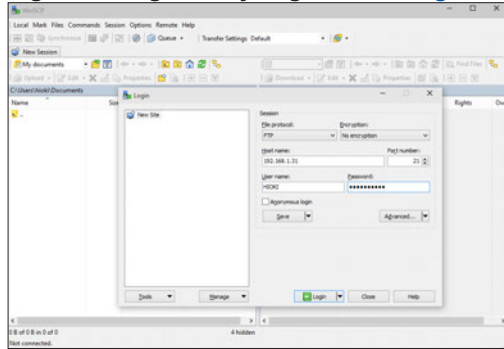 WinSCP
Local Mark Files Commands Session Options Remote Help
Synchronize Queue Transfer Settings Default
New Session
My documents Find Files
Upload Edit Properties Download Edit Properties
C:\Users\hioki\Documents
Name Size Rights
Login
New Site
Session
File protocol: Encryption:
FTP No encryption
Host name: Port number:
192.168.1.31 21
User name: Password:
HIOKI ••••••••••
Anonymous login
Save Advanced...
Tools Manage Login Close Help
0 B of 0 B in 0 of 0 4 hidden
Not connected.